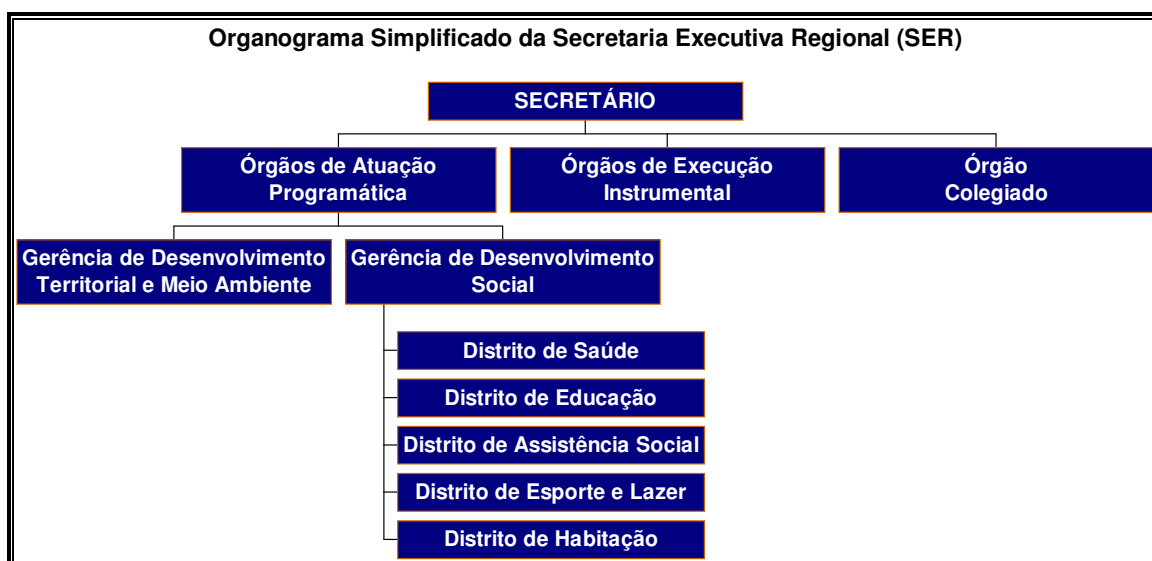 Organograma Simplificado da Secretaria Executiva Regional (SER)
SECRETÁRIO
Órgãos de Atuação
Programática
Órgãos de Execução
Instrumental
Órgão
Colegiado
Gerência de Desenvolvimento
Territorial e Meio Ambiente
Gerência de Desenvolvimento
Social
Distrito de Saúde
Distrito de Educação
Distrito de Assistência Social
Distrito de Esporte e Lazer
Distrito de Habitação